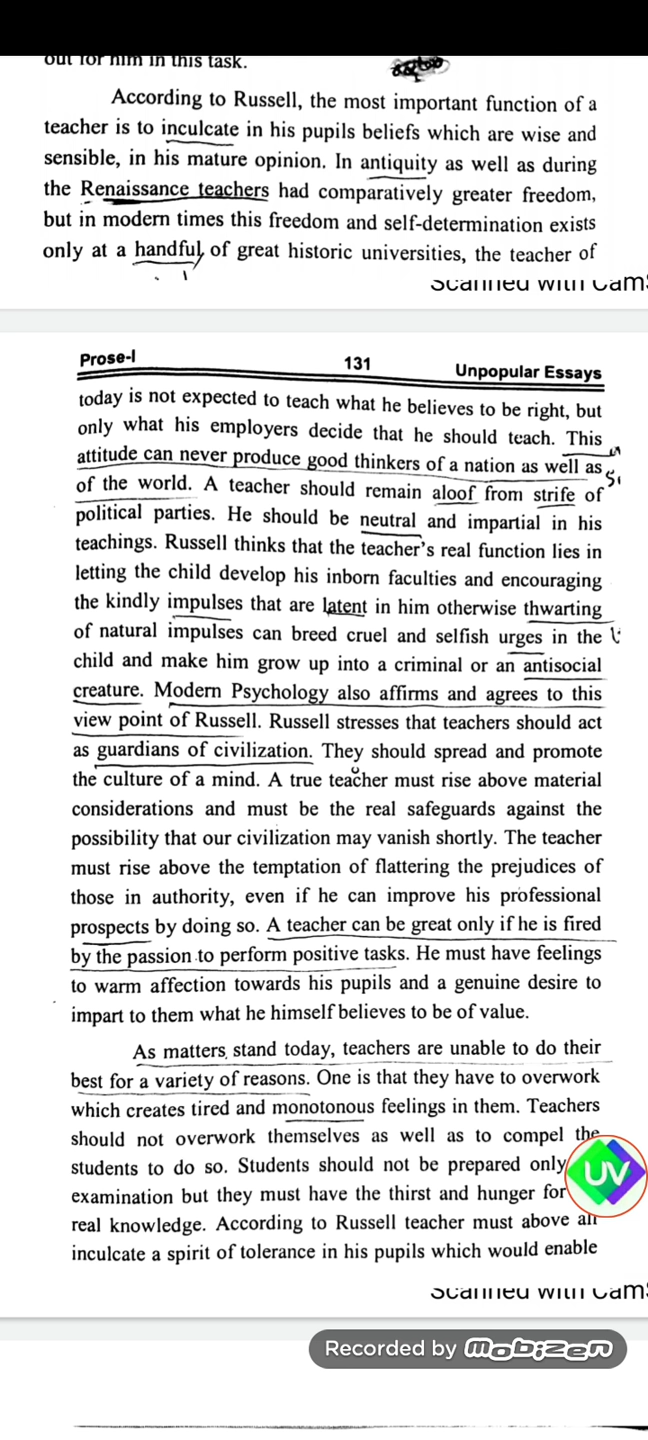 out for him in this task.
According to Russell, the most important function of a
teacher is to inculcate in his pupils beliefs which are wise and
sensible, in his mature opinion. In antiquity as well as during
the Renaissance teachers had comparatively greater freedom,
but in modern times this freedom and self-determination exists
only at a handful of great historic universities, the teacher of
Scanned with CamS
Prose-I 131 Unpopular Essays
today is not expected to teach what he believes to be right, but
only what his employers decide that he should teach. This
attitude can never produce good thinkers of a nation as well as
of the world. A teacher should remain aloof from strife of
political parties. He should be neutral and impartial in his
teachings. Russell thinks that the teacher's real function lies in
letting the child develop his inborn faculties and encouraging
the kindly impulses that are latent in him otherwise thwarting
of natural impulses can breed cruel and selfish urges in the
child and make him grow up into a criminal or an antisocial
creature. Modern Psychology also affirms and agrees to this
view point of Russell. Russell stresses that teachers should act
as guardians of civilization. They should spread and promote
the culture of a mind. A true teacher must rise above material
considerations and must be the real safeguards against the
possibility that our civilization may vanish shortly. The teacher
must rise above the temptation of flattering the prejudices of
those in authority, even if he can improve his professional
prospects by doing so. A teacher can be great only if he is fired
by the passion to perform positive tasks. He must have feelings
to warm affection towards his pupils and a genuine desire to
impart to them what he himself believes to be of value.
As matters stand today, teachers are unable to do their
best for a variety of reasons. One is that they have to overwork
which creates tired and monotonous feelings in them. Teachers
should not overwork themselves as well as to compel the
students to do so. Students should not be prepared only
examination but they must have the thirst and hunger for
real knowledge. According to Russell teacher must above all
inculcate a spirit of tolerance in his pupils which would enable
UV
Scanned with CamS
Recorded by Mobizen